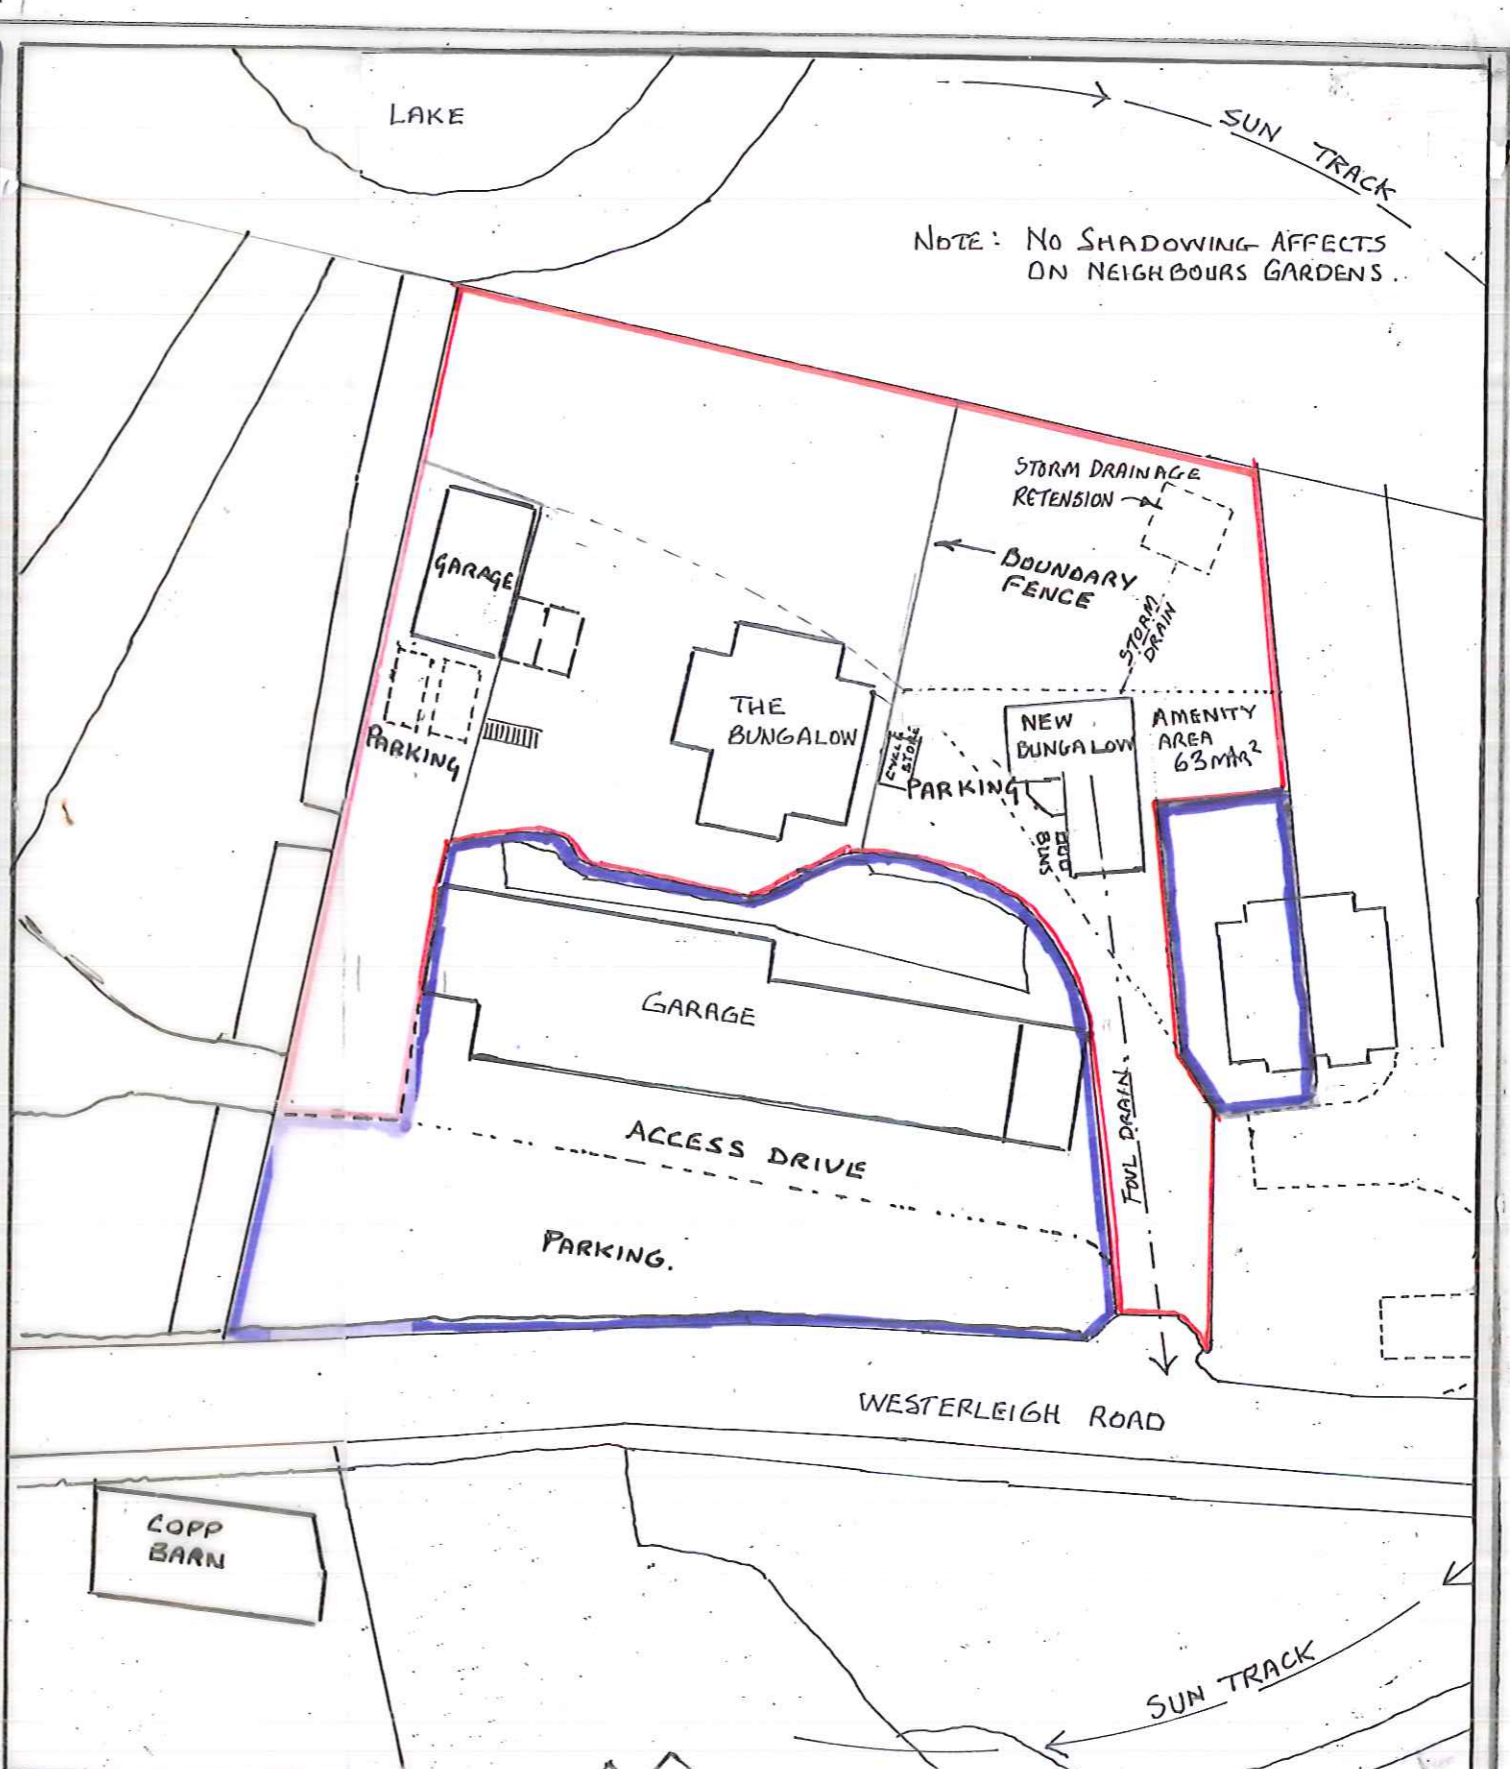 LAKE
SUN TRACK
NOTE: NO SHADOWING AFFECTS
ON NEIGHBOURS GARDENS.
STORM DRAINAGE
RETENSION
BOUNDARY
FENCE
STORM
DRAIN
GARAGE
PARKING
THE
BUNGALOW
CYCLE
STORE
PARKING
NEW
BUNGALOW
AMENITY
AREA
BINS
GARAGE
ACCESS DRIVE
PARKING.
FOUL DRAIN
WESTERLEIGH ROAD
COPP
BARN
SUN TRACK